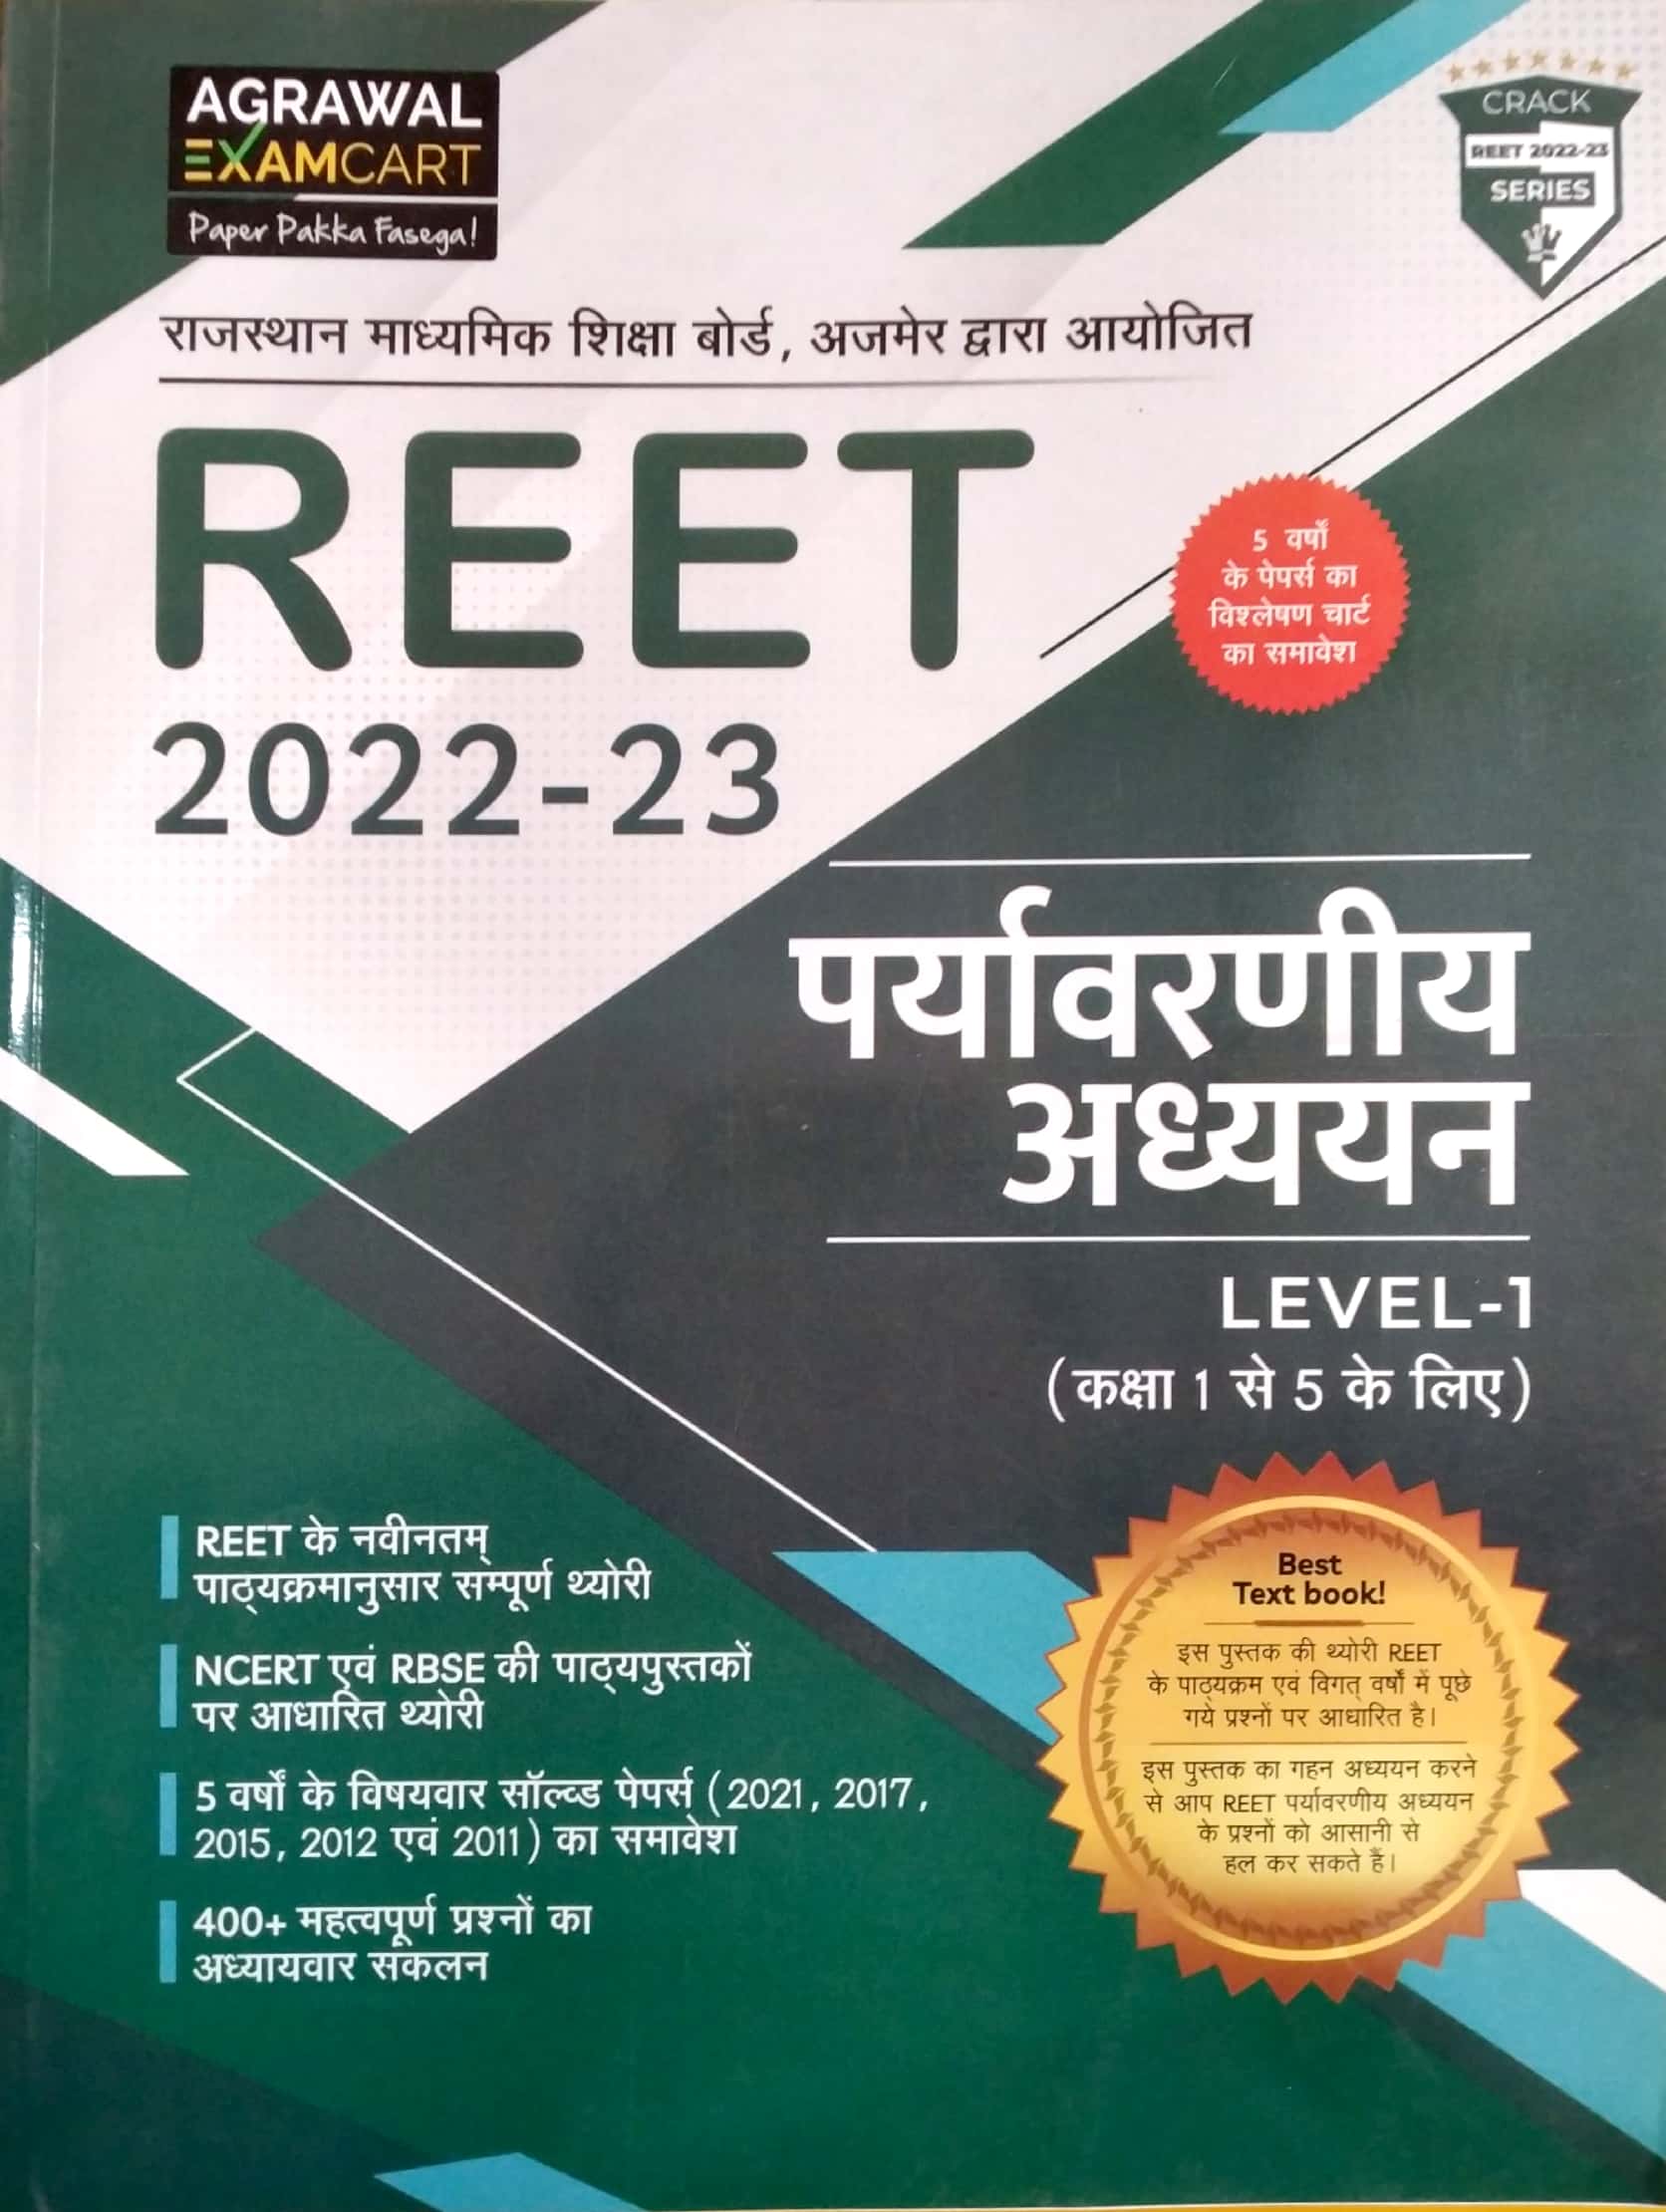 AGRAWAL
EXAMCART
Paper Pakka Fasega!
CRACK
REET 2022-23
SERIES
राजस्थान माध्यमिक शिक्षा बोर्ड, अजमेर द्वारा आयोजित
REET
2022-23
5 वर्षों
के पेपर्स का
विश्लेषण चार्ट
का समावेश
पर्यावरणीय
अध्ययन
LEVEL-1
(कक्षा 1 से 5 के लिए)
REET के नवीनतम्
पाठ्यक्रमानुसार सम्पूर्ण थ्योरी
NCERT एवं RBSE की पाठ्यपुस्तकों
पर आधारित थ्योरी
5 वर्षों के विषयवार सॉल्व्ड पेपर्स (2021, 2017,
2015, 2012 एवं 2011) का समावेश
400+ महत्वपूर्ण प्रश्नों का
अध्यायवार संकलन
Best
Text book!
इस पुस्तक की थ्योरी REET
के पाठ्यक्रम एवं विगत् वर्षों में पूछे
गये प्रश्नों पर आधारित है।
इस पुस्तक का गहन अध्ययन करने
से आप REET पर्यावरणीय अध्ययन
के प्रश्नों को आसानी से
हल कर सकते हैं।